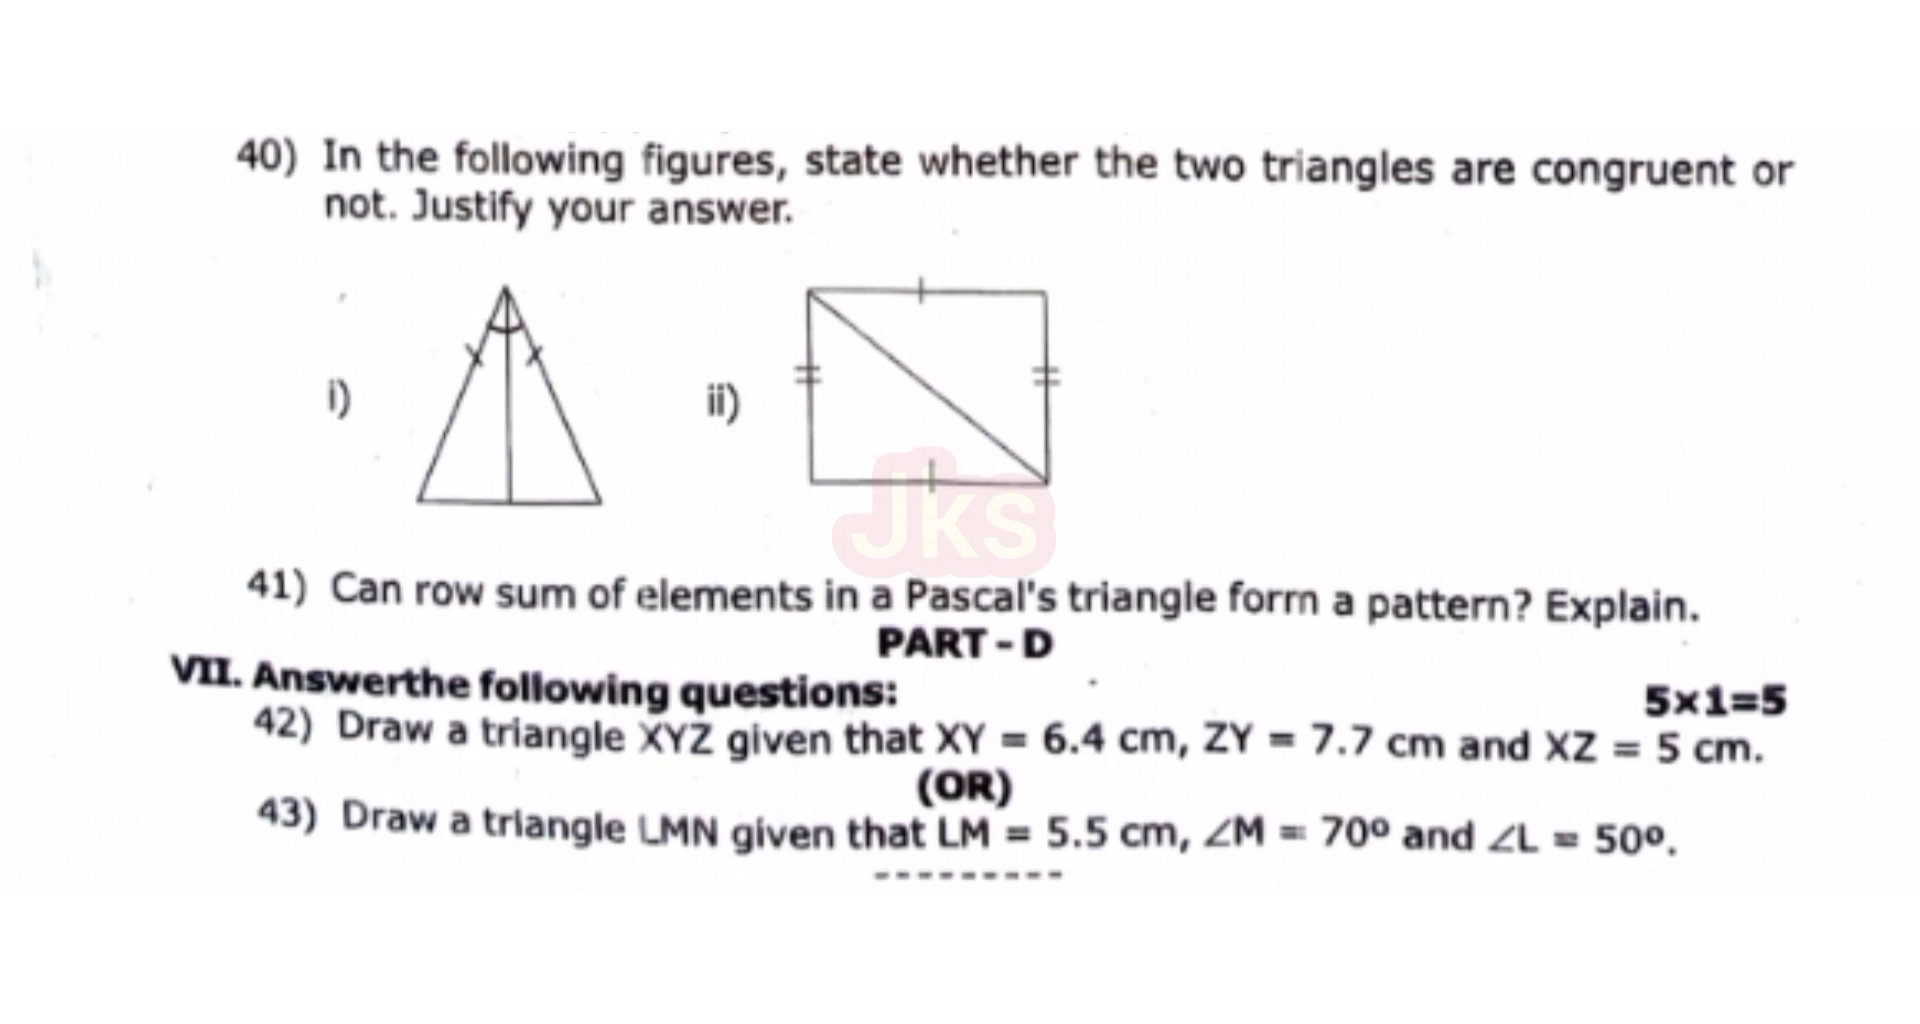 40) In the following figures, state whether the two triangles are congruent or
not. Justify your answer.
i)
ii)
Jks
41) Can row sum of elements in a Pascal's triangle form a pattern? Explain.
PART - D
VII. Answerthe following questions: 5×1=5
42) Draw a triangle XYZ given that XY = 6.4 cm, ZY = 7.7 cm and XZ = 5 cm.
(OR)
43) Draw a triangle LMN given that LM = 5.5 cm, ∠M = 70º and ∠L = 50º.
---------